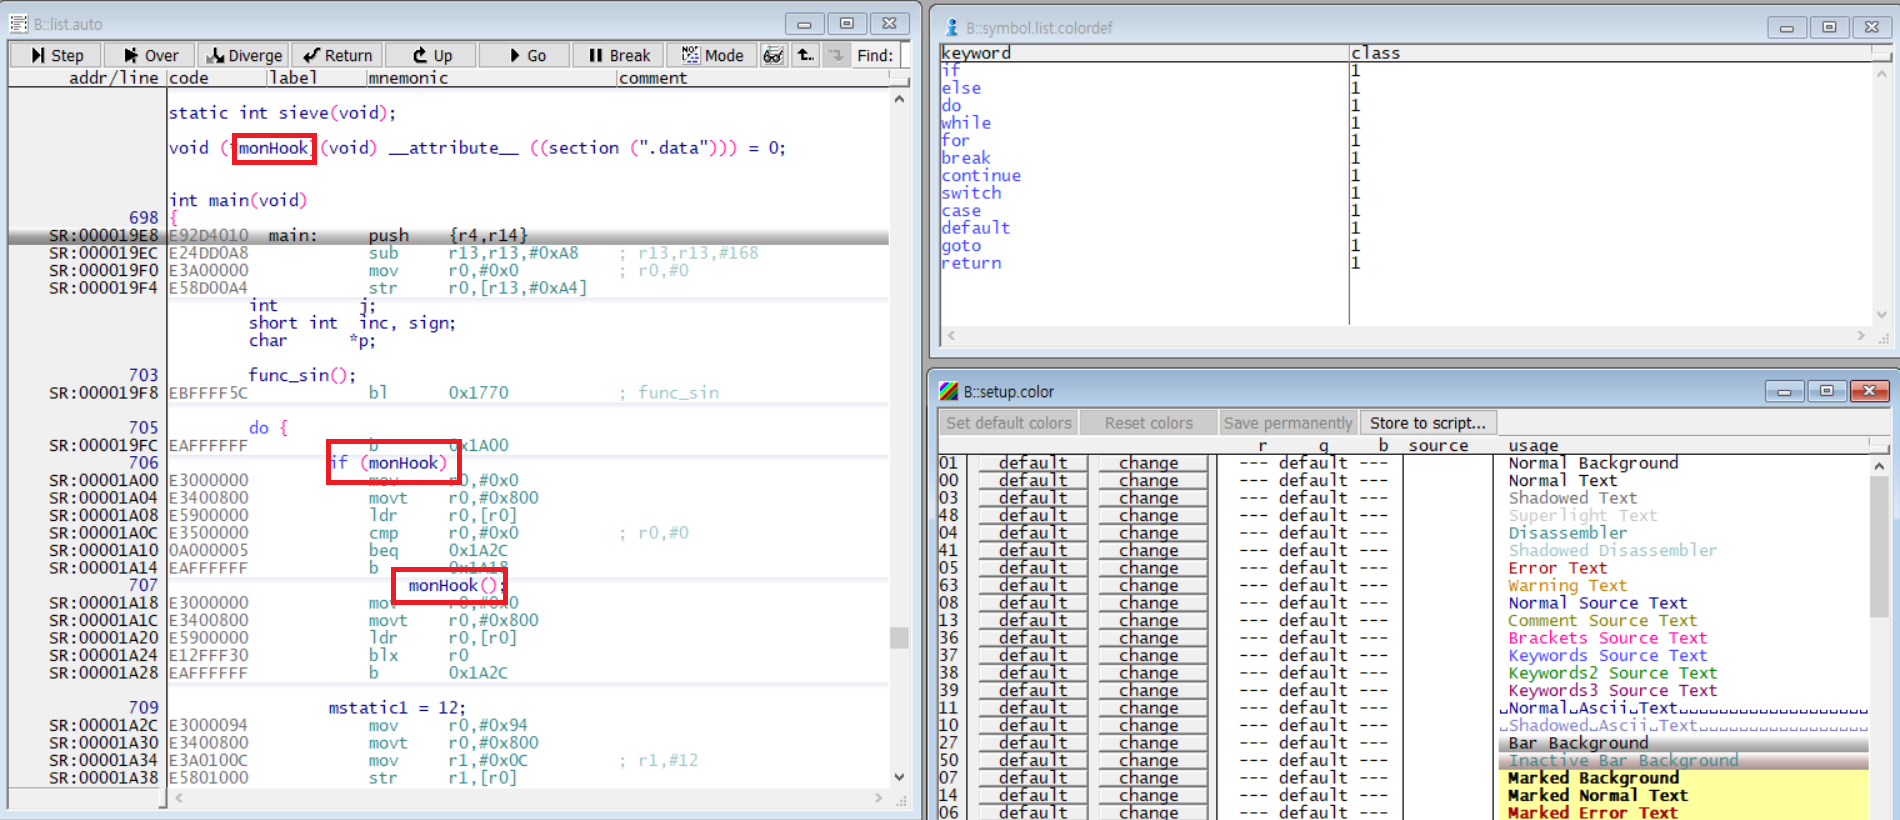 B::list.auto
Step Over Diverge Return Up Go Break Mode Find:
addr/line code label mnemonic comment
static int sieve(void);
void ( monHook (void) __attribute__ ((section (".data"))) = 0;
int main(void)
698 {
SR:000019E8 E92D4010 main: push {r4,r14}
SR:000019EC E24DD0A8 sub r13,r13,#0xA8 ; r13,r13,#168
SR:000019F0 E3A00000 mov r0,#0x0 ; r0,#0
SR:000019F4 E58D00A4 str r0,[r13,#0xA4]
int j;
short int inc, sign;
char *p;
703 func_sin();
SR:000019F8 EBFFFF5C bl 0x1770 ; func_sin
705 do {
SR:000019FC EAFFFFFF b 0x1A00
706 if (monHook)
SR:00001A00 E3000000 mov r0,#0x0
SR:00001A04 E3400800 movt r0,#0x800
SR:00001A08 E5900000 ldr r0,[r0]
SR:00001A0C E3500000 cmp r0,#0x0 ; r0,#0
SR:00001A10 0A000005 beq 0x1A2C
SR:00001A14 EAFFFFFF b 0x1A18
707 monHook();
SR:00001A18 E3000000 mov r0,#0x0
SR:00001A1C E3400800 movt r0,#0x800
SR:00001A20 E5900000 ldr r0,[r0]
SR:00001A24 E12FFF30 blx r0
SR:00001A28 EAFFFFFF b 0x1A2C
709 mstatic1 = 12;
SR:00001A2C E3000094 mov r0,#0x94
SR:00001A30 E3400800 movt r0,#0x800
SR:00001A34 E3A0100C mov r1,#0x0C ; r1,#12
SR:00001A38 E5801000 str r1,[r0]
B::symbol.list.colordef
keyword class
if 1
else 1
do 1
while 1
for 1
break 1
continue 1
switch 1
case 1
default 1
goto 1
return 1
B::setup.color
Set default colors Reset colors Save permanently Store to script...
r g b source usage
01 default change --- default --- Normal Background
00 default change --- default --- Normal Text
03 default change --- default --- Shadowed Text
48 default change --- default --- Superlight Text
04 default change --- default --- Disassembler
41 default change --- default --- Shadowed Disassembler
05 default change --- default --- Error Text
63 default change --- default --- Warning Text
08 default change --- default --- Normal Source Text
13 default change --- default --- Comment Source Text
36 default change --- default --- Brackets Source Text
37 default change --- default --- Keywords Source Text
38 default change --- default --- Keywords2 Source Text
39 default change --- default --- Keywords3 Source Text
11 default change --- default --- Normal Ascii Text
10 default change --- default --- Shadowed Ascii Text
27 default change --- default --- Bar Background
50 default change --- default --- Inactive Bar Background
07 default change --- default --- Marked Background
14 default change --- default --- Marked Normal Text
06 default change --- default --- Marked Error Text